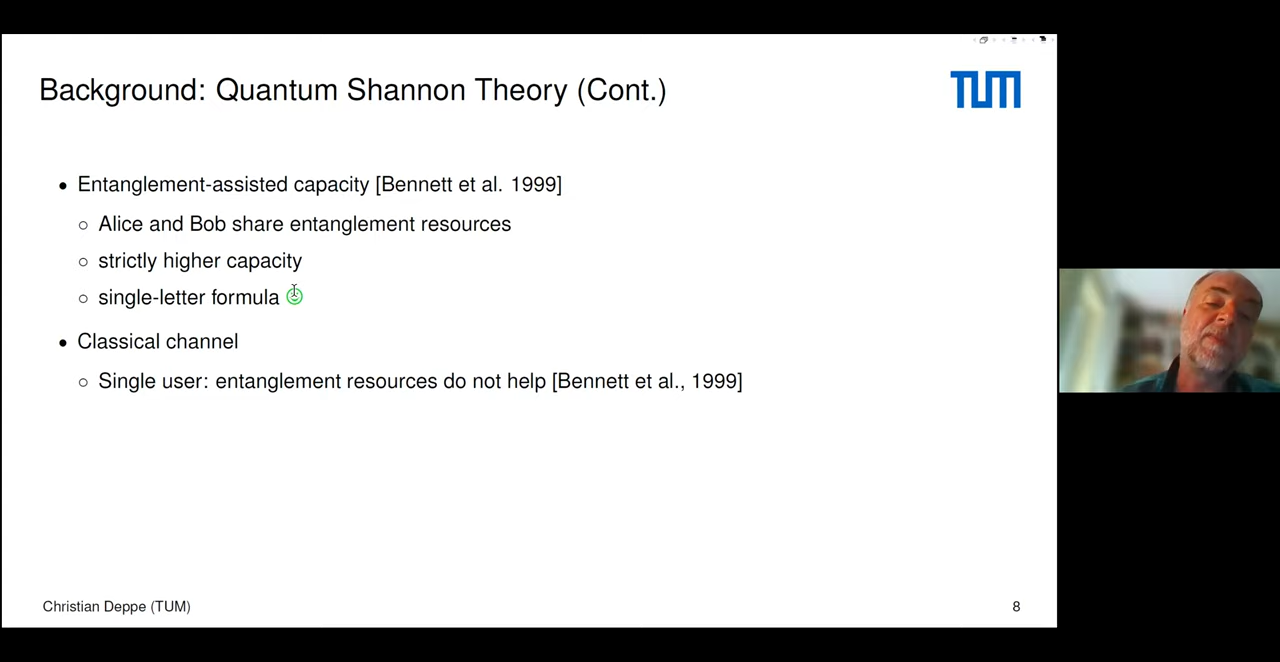 Background: Quantum Shannon Theory (Cont.)
TUM
• Entanglement-assisted capacity [Bennett et al. 1999]
○ Alice and Bob share entanglement resources
○ strictly higher capacity
○ single-letter formula
• Classical channel
○ Single user: entanglement resources do not help [Bennett et al., 1999]
Christian Deppe (TUM)
8